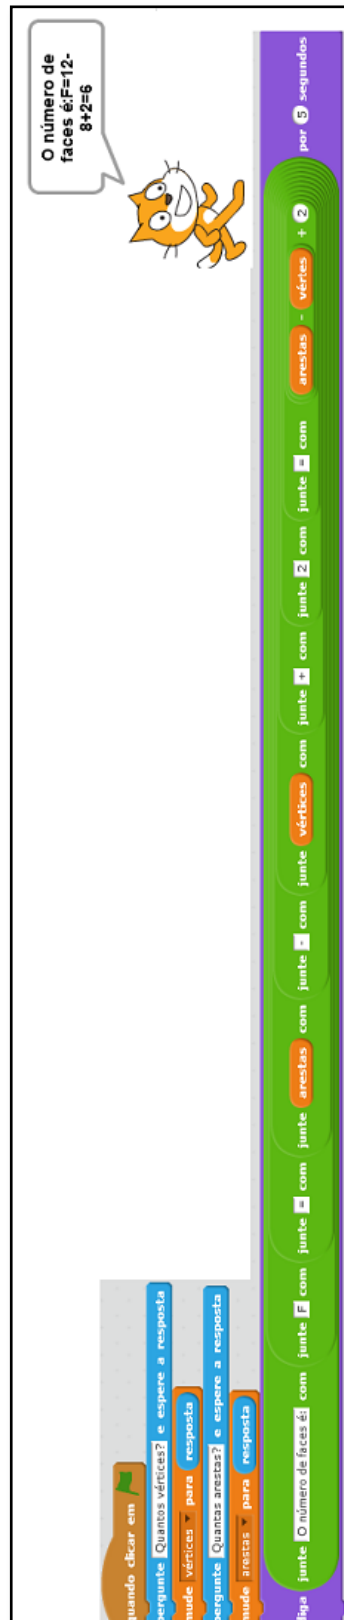 quando clicar em
pergunte Quantos vértices? e espere a resposta
mude vértices para resposta
pergunte Quantas arestas? e espere a resposta
mude arestas para resposta
diga junte O número de faces é: com junte F com junte = com junte arestas com junte - com junte vértices com junte + com junte 2 com junte = com arestas - vértes + 2 por 5 segundos
O número de
faces é:F=12-
8+2=6